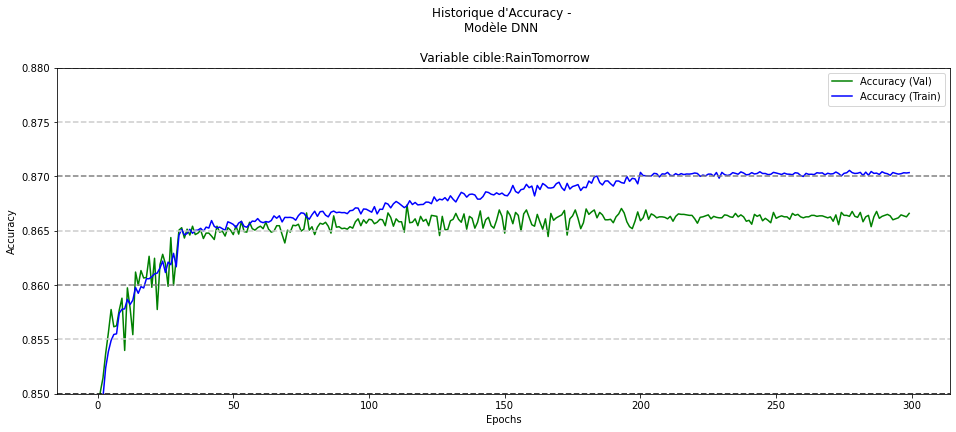 Historique d'Accuracy -
Modèle DNN
Variable cible:RainTomorrow
Accuracy (Val)
Accuracy (Train)
0.880
0.875
0.870
0.865
0.860
0.855
0.850
Accuracy
0
50
100
150
200
250
300
Epochs